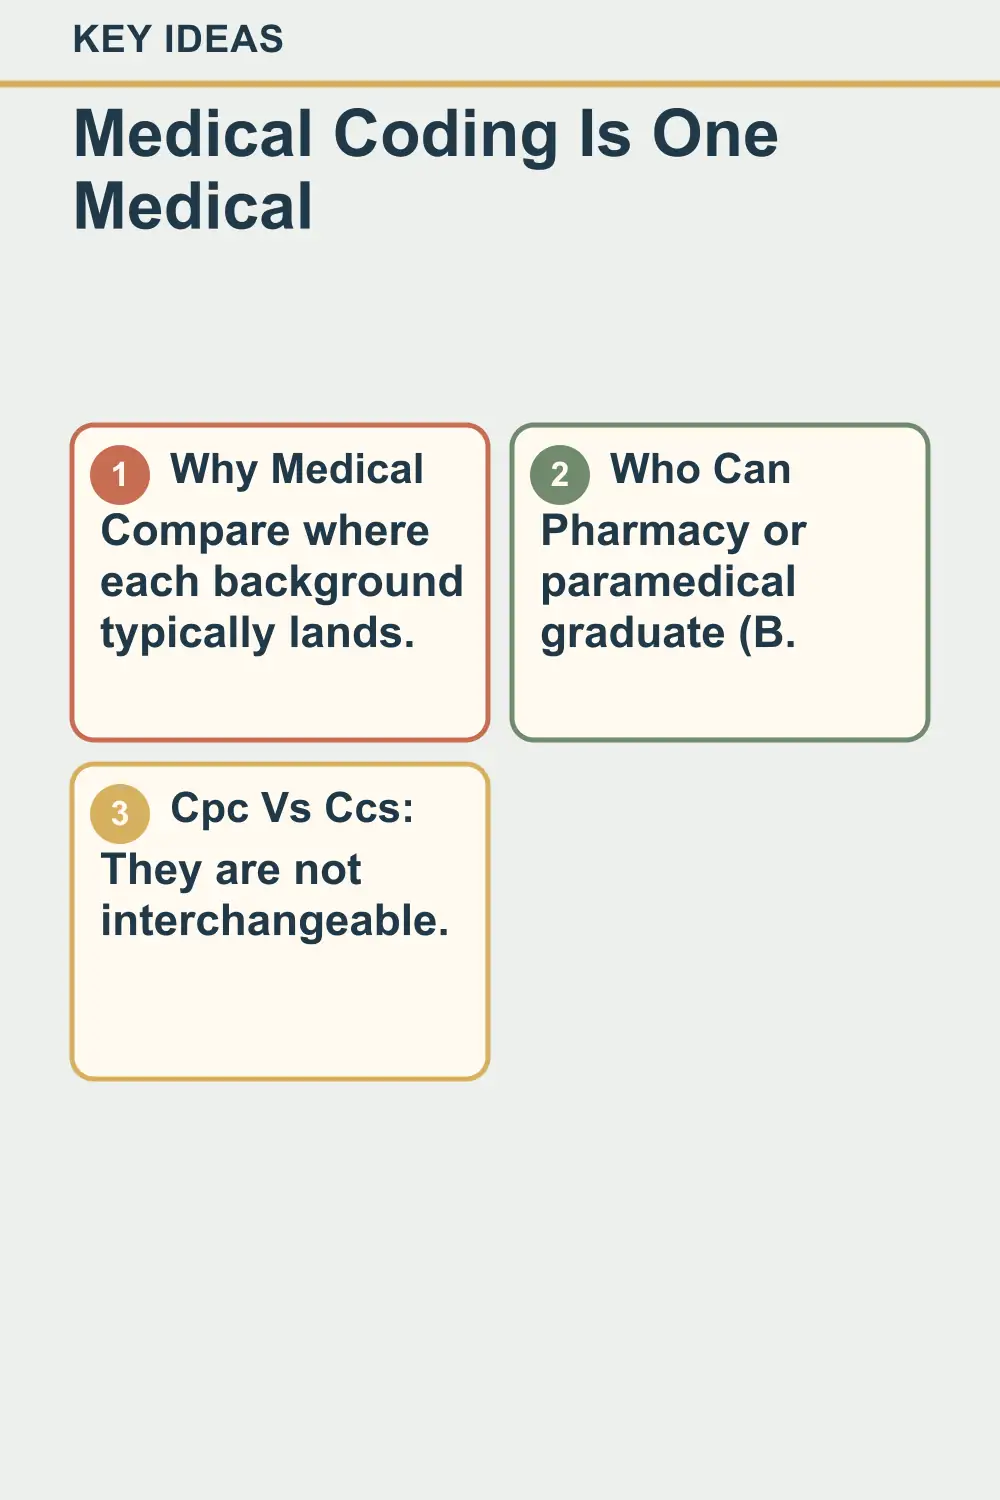 KEY IDEAS
Medical Coding Is One
Medical
1 Why Medical
Compare where
each background
typically lands.
2 Who Can
Pharmacy or
paramedical
graduate (B.
3 Cpc Vs Ccs:
They are not
interchangeable.